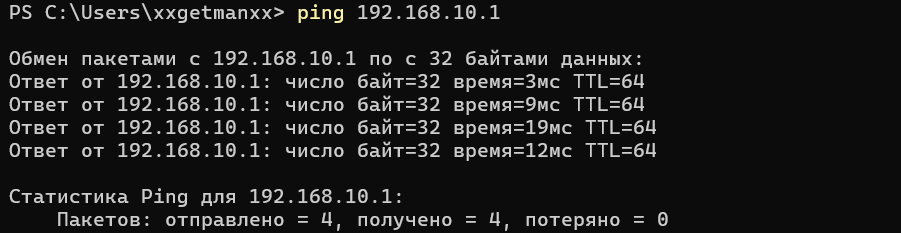 PS C:\Users\xxgetmanxx> ping 192.168.10.1
Обмен пакетами с 192.168.10.1 по с 32 байтами данных:
Ответ от 192.168.10.1: число байт=32 время=3мс TTL=64
Ответ от 192.168.10.1: число байт=32 время=9мс TTL=64
Ответ от 192.168.10.1: число байт=32 время=19мс TTL=64
Ответ от 192.168.10.1: число байт=32 время=12мс TTL=64
Статистика Ping для 192.168.10.1:
Пакетов: отправлено = 4, получено = 4, потеряно = 0